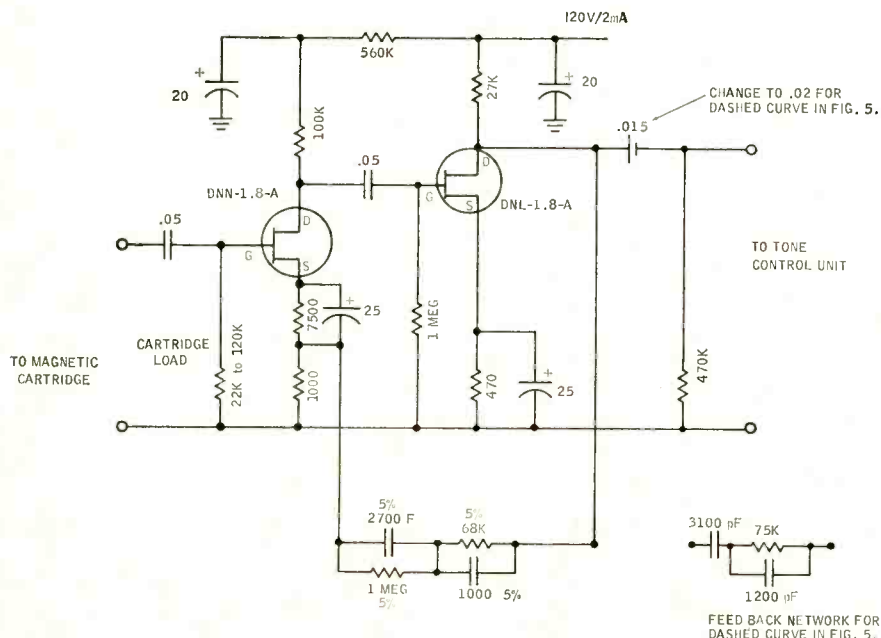 120V/2mA
560K
20
+
27K
+
20
CHANGE TO .02 FOR
DASHED CURVE IN FIG. 5.
100K
.015
.05
D
DNN-1.8-A
G
S
DNL-1.8-A
.05
D
G
S
TO TONE
CONTROL UNIT
7500
+
25
1 MEG
CARTRIDGE
LOAD
TO MAGNETIC
CARTRIDGE
22K to 120K
1000
470
+
25
470K
5%
2700 F
5%
68K
1 MEG
5%
1000 5%
3100 pF
75K
1200 pF
FEED BACK NETWORK FOR
DASHED CURVE IN FIG. 5.